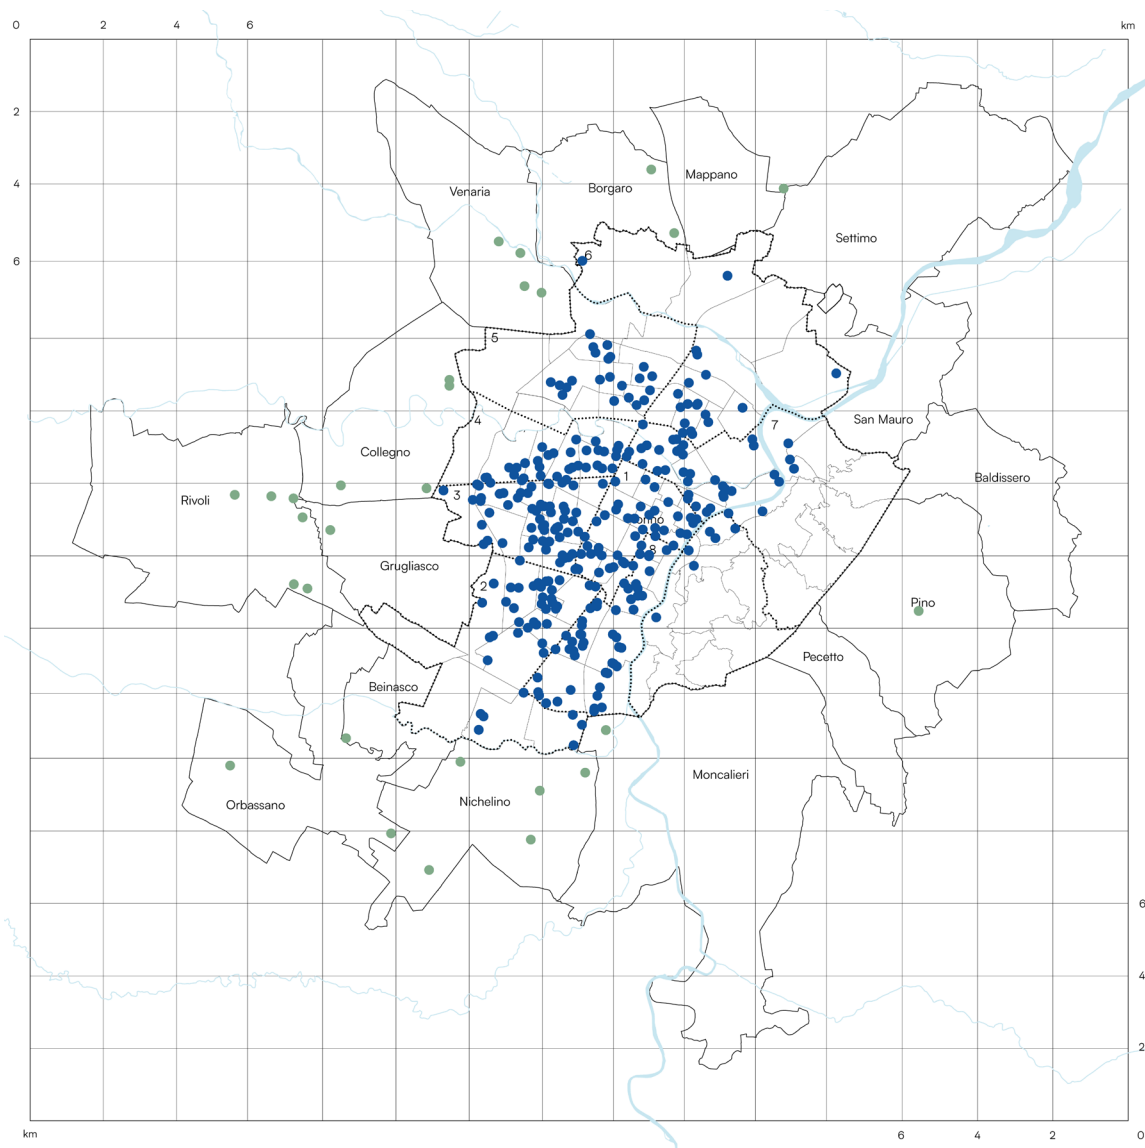 0 2 4 6 km
2
Mappano
4
Venaria
Borgaro
Settimo
6
6
5
San Mauro
4
7
Collegno
1
Baldissero
3
Rivoli
Torino
8
Grugliasco
2
Pino
Pecetto
Beinasco
Moncalieri
Nichelino
Orbassano
6
4
2
km 6 4 2 0